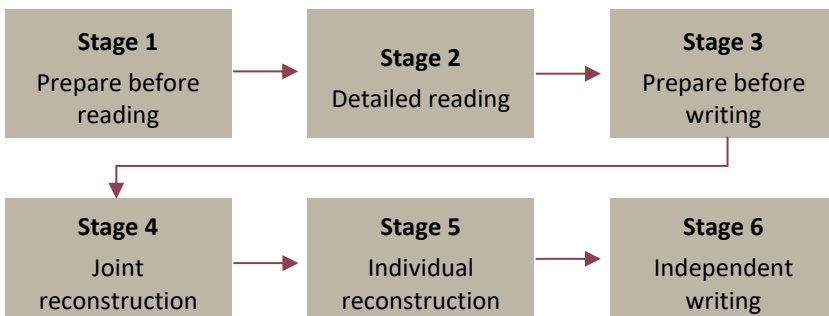 Stage 1
Prepare before
reading
Stage 2
Detailed reading
Stage 3
Prepare before
writing
Stage 4
Joint
reconstruction
Stage 5
Individual
reconstruction
Stage 6
Independent
writing